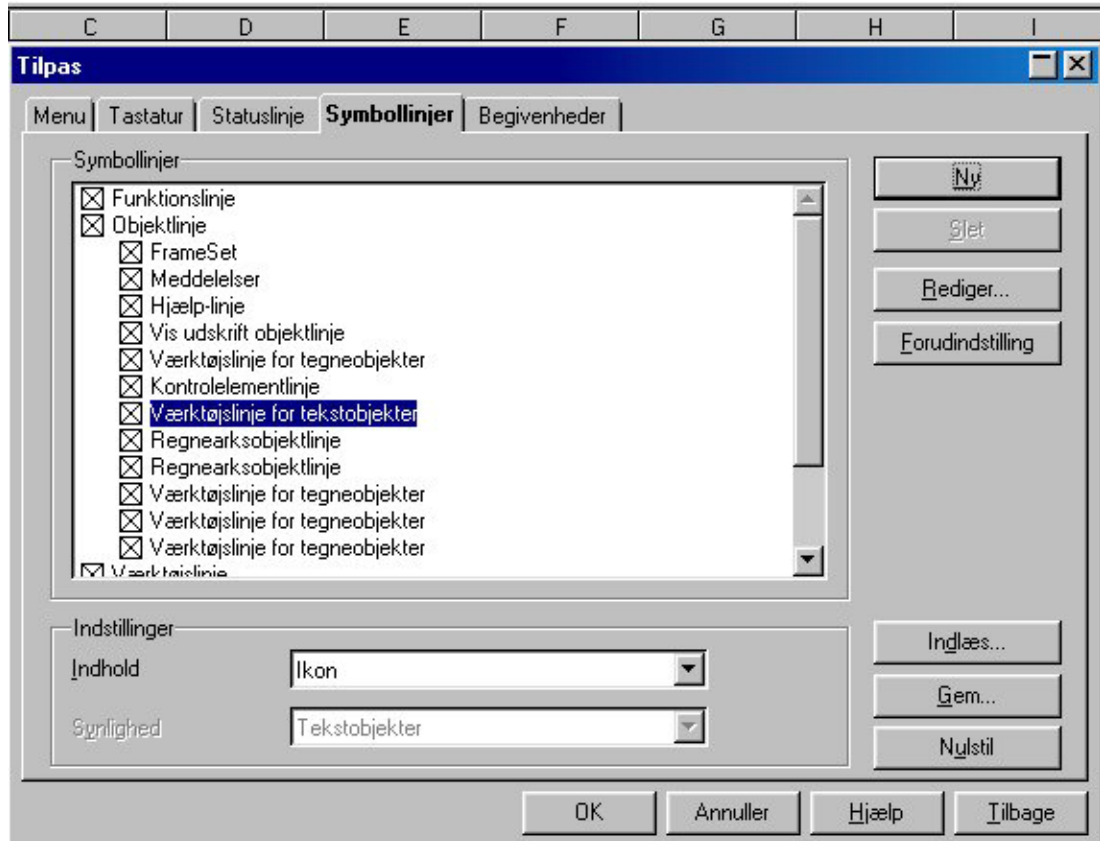 C D E F G H I
Tilpas
Menu Tastatur Statuslinje Symbollinjer Begivenheder
Symbollinjer
Funktionslinje
Objektlinje
FrameSet
Meddelelser
Hjælp-linje
Vis udskrift objektlinje
Værktøjslinje for tegneobjekter
Kontrolelementlinje
Værktøjslinje for tekstobjekter
Regnearksobjektlinje
Regnearksobjektlinje
Værktøjslinje for tegneobjekter
Værktøjslinje for tegneobjekter
Værktøjslinje for tegneobjekter
Værktøjslinje
Ny
Slet
Rediger...
Forudindstilling
Indstillinger
Indhold Ikon
Synlighed Tekstobjekter
Indlæs...
Gem...
Nulstil
OK Annuller Hjælp Tilbage